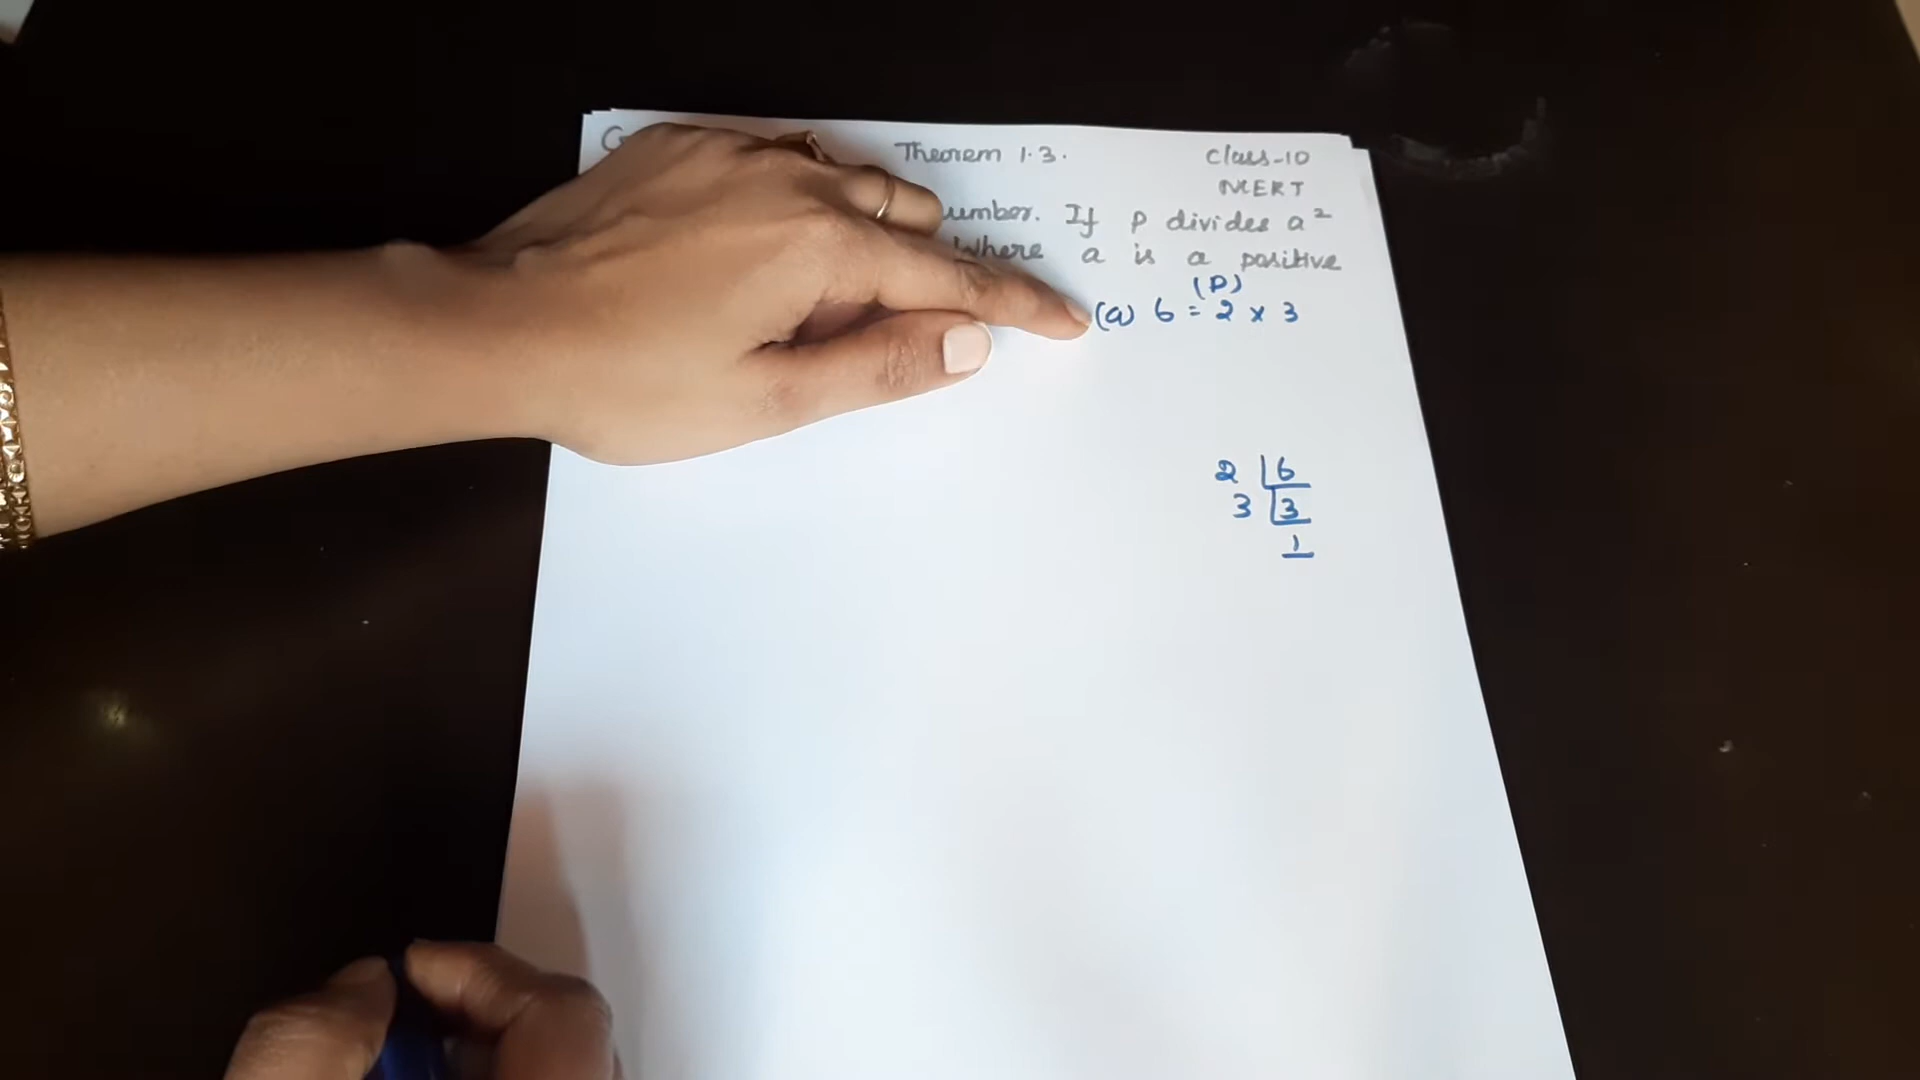 Theorem 1.3. Class-10
NCERT
umber. If p divides a²
Where a is a positive
(P)
(a) 6 = 2 x 3
2 6
3 3
1